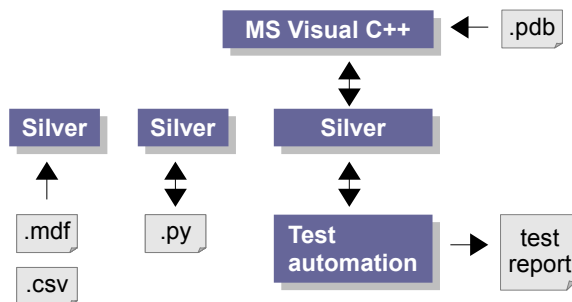 MS Visual C++
.pdb
Silver
Silver
Silver
.mdf
.py
Test
automation
test
report
.csv